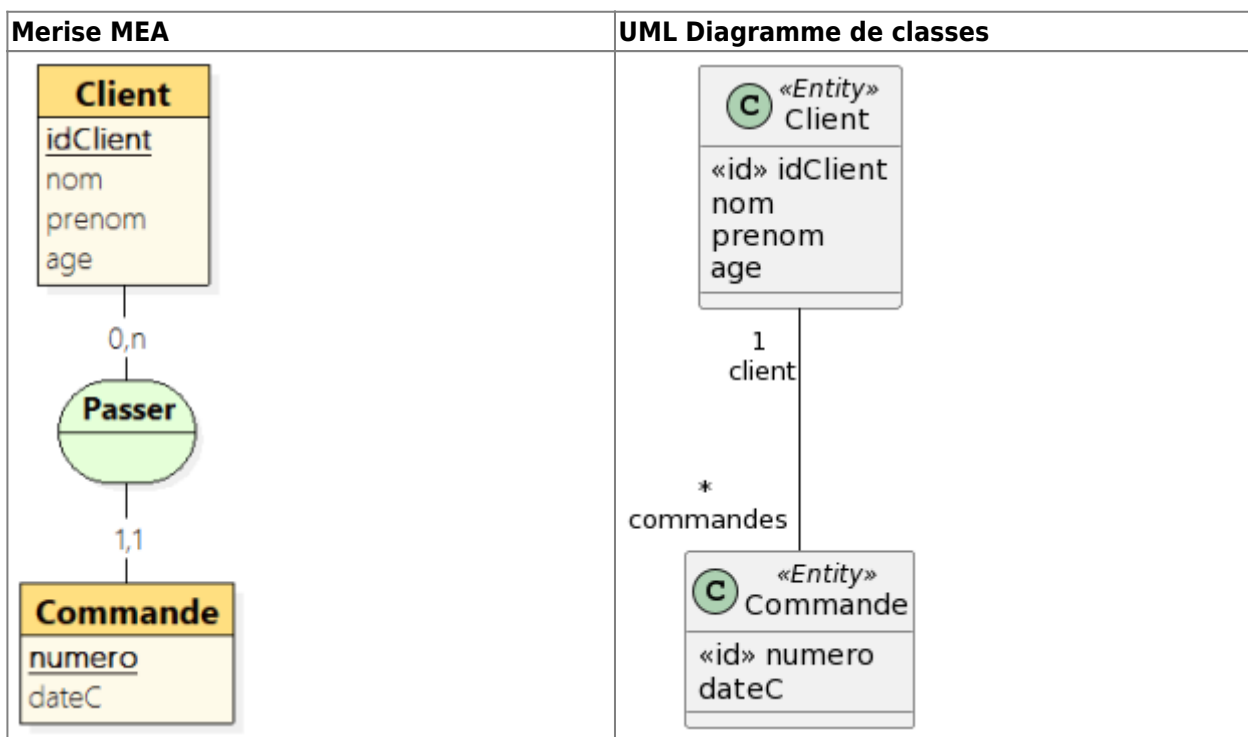 Merise MEA
UML Diagramme de classes
Client
idClient
nom
prenom
age
0,n
Passer
1,1
Commande
numero
dateC
C
«Entity»
Client
«id» idClient
nom
prenom
age
1
client
*
commandes
C
«Entity»
Commande
«id» numero
dateC